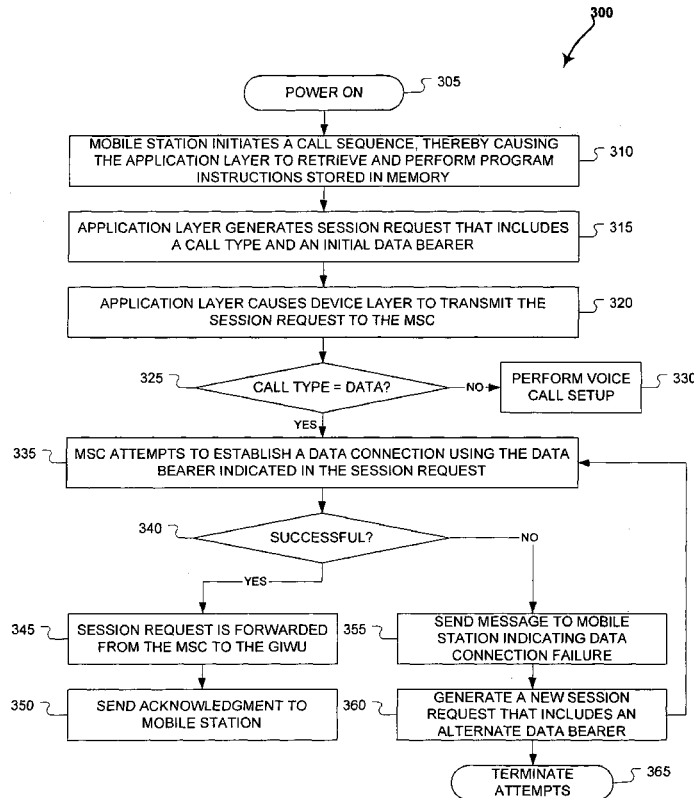 300
POWER ON
305
MOBILE STATION INITIATES A CALL SEQUENCE, THEREBY CAUSING
THE APPLICATION LAYER TO RETRIEVE AND PERFORM PROGRAM
INSTRUCTIONS STORED IN MEMORY
310
APPLICATION LAYER GENERATES SESSION REQUEST THAT INCLUDES
A CALL TYPE AND AN INITIAL DATA BEARER
315
APPLICATION LAYER CAUSES DEVICE LAYER TO TRANSMIT THE
SESSION REQUEST TO THE MSC
320
325
CALL TYPE = DATA?
NO
PERFORM VOICE
CALL SETUP
330
YES
335
MSC ATTEMPTS TO ESTABLISH A DATA CONNECTION USING THE DATA
BEARER INDICATED IN THE SESSION REQUEST
340
SUCCESSFUL?
NO
YES
345
SESSION REQUEST IS FORWARDED
FROM THE MSC TO THE GIWU
355
SEND MESSAGE TO MOBILE
STATION INDICATING DATA
CONNECTION FAILURE
350
SEND ACKNOWLEDGMENT TO
MOBILE STATION
360
GENERATE A NEW SESSION
REQUEST THAT INCLUDES AN
ALTERNATE DATA BEARER
TERMINATE
ATTEMPTS
365